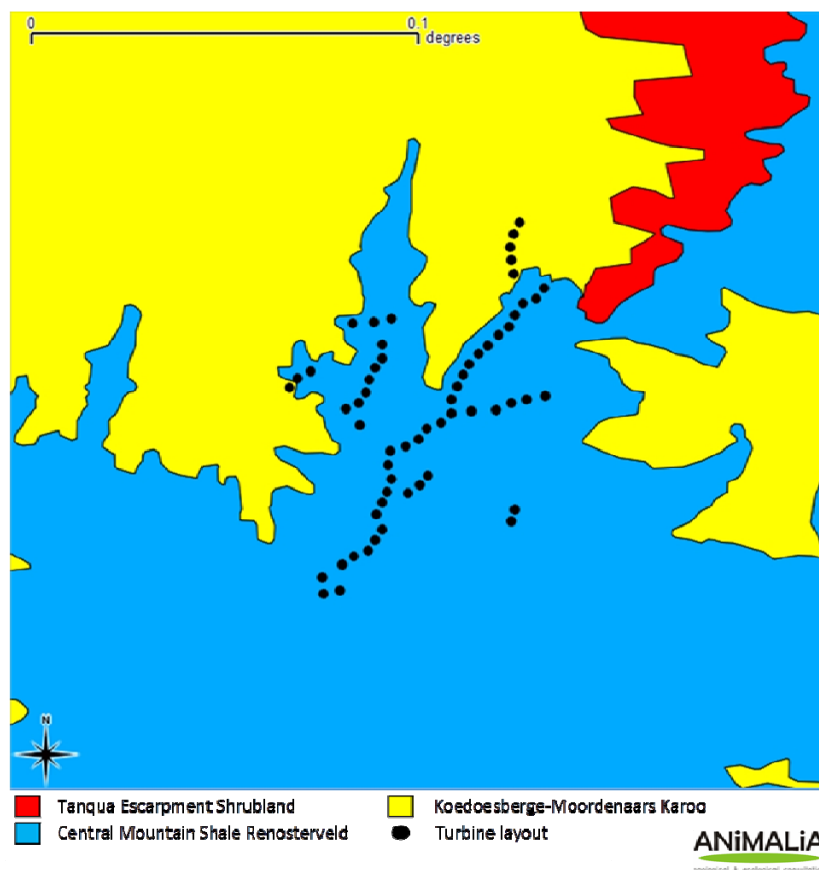 0 0.1
degrees
N
Tanqua Escarpment Shrubland Koedoesberge-Moordenaars Karoo
Central Mountain Shale Renosterveld Turbine layout
ANiMALiA